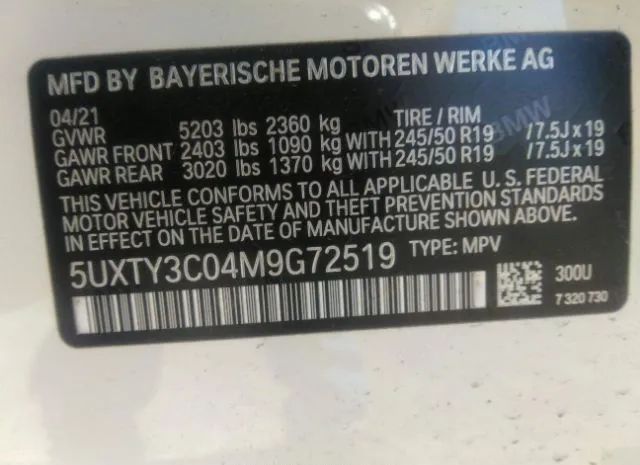 MFD BY BAYERISCHE MOTOREN WERKE AG
04/21 TIRE / RIM
GVWR 5203 lbs 2360 kg
GAWR FRONT 2403 lbs 1090 kg WITH 245/50 R19 /7.5J x 19
GAWR REAR 3020 lbs 1370 kg WITH 245/50 R19 /7.5J x 19
THIS VEHICLE CONFORMS TO ALL APPLICABLE U. S. FEDERAL
MOTOR VEHICLE SAFETY AND THEFT PREVENTION STANDARDS
IN EFFECT ON THE DATE OF MANUFACTURE SHOWN ABOVE.
5UXTY3C04M9G72519 TYPE: MPV
300U
7 320 730
BMW
BMW